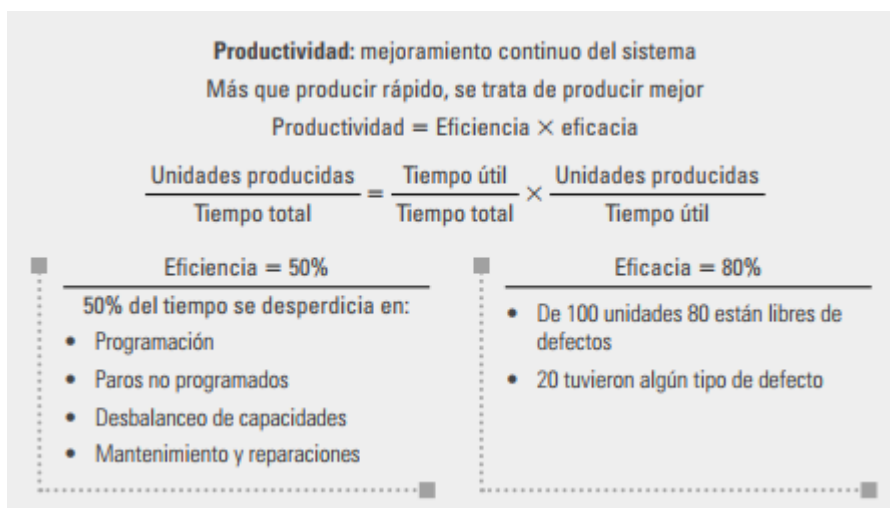 Productividad: mejoramiento continuo del sistema
Más que producir rápido, se trata de producir mejor
Productividad = Eficiencia × eficacia
Unidades producidas / Tiempo total = Tiempo útil / Tiempo total × Unidades producidas / Tiempo útil
Eficiencia = 50%
50% del tiempo se desperdicia en:
• Programación
• Paros no programados
• Desbalanceo de capacidades
• Mantenimiento y reparaciones
Eficacia = 80%
• De 100 unidades 80 están libres de
defectos
• 20 tuvieron algún tipo de defecto